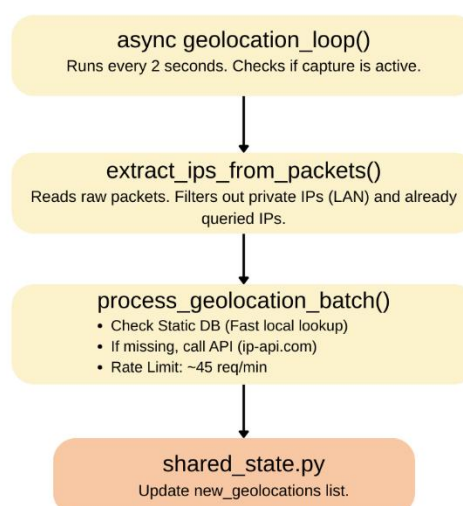 async geolocation_loop()
Runs every 2 seconds. Checks if capture is active.
extract_ips_from_packets()
Reads raw packets. Filters out private IPs (LAN) and already
queried IPs.
process_geolocation_batch()
• Check Static DB (Fast local lookup)
• If missing, call API (ip-api.com)
• Rate Limit: ~45 req/min
shared_state.py
Update new_geolocations list.